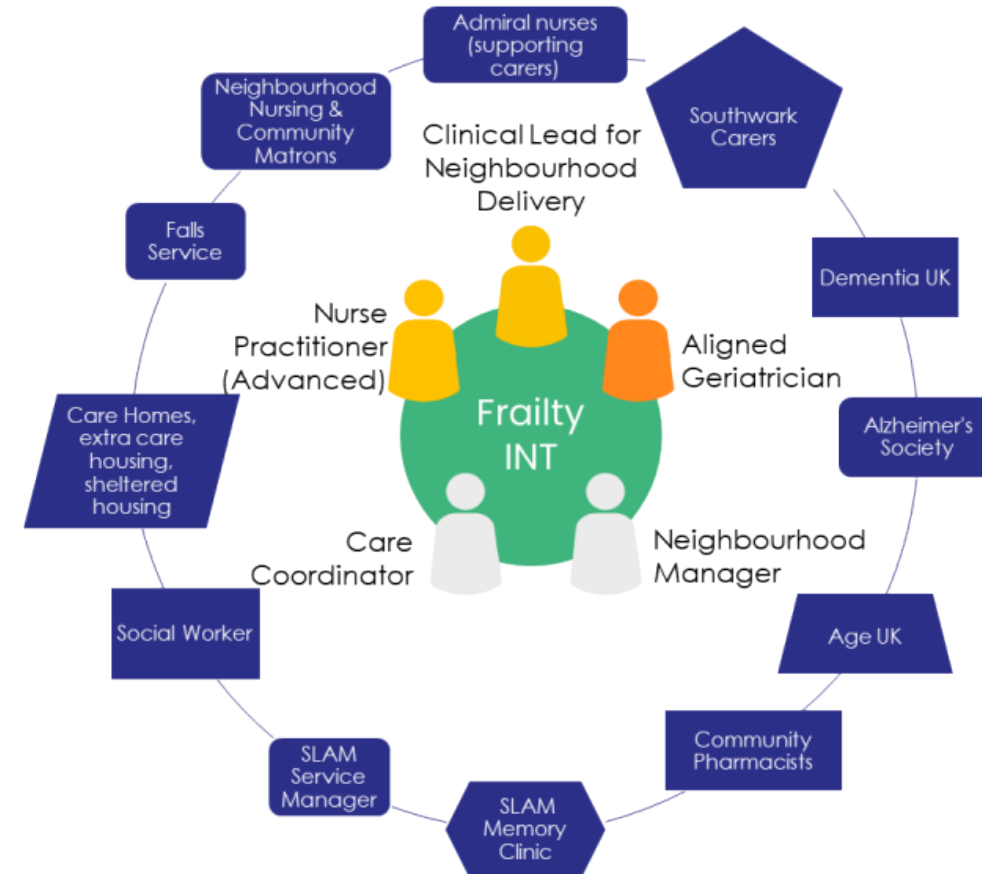 Admiral nurses
(supporting
carers)
Southwark
Carers
Dementia UK
Alzheimer's
Society
Age UK
Community
Pharmacists
SLAM
Memory
Clinic
SLAM
Service
Manager
Social Worker
Care Homes,
extra care
housing,
sheltered
housing
Falls
Service
Neighbourhood
Nursing &
Community
Matrons
Clinical Lead for
Neighbourhood
Delivery
Nurse
Practitioner
(Advanced)
Aligned
Geriatrician
Frailty
INT
Care
Coordinator
Neighbourhood
Manager